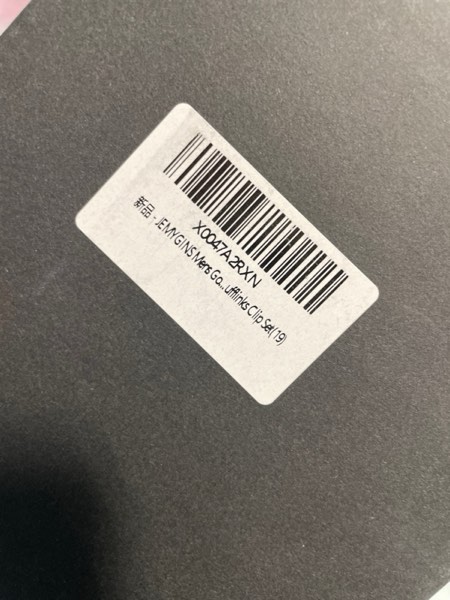 X0047A2RXN
新品 - JEMYGINS Mens Go...ufflinks Clip Set(19)